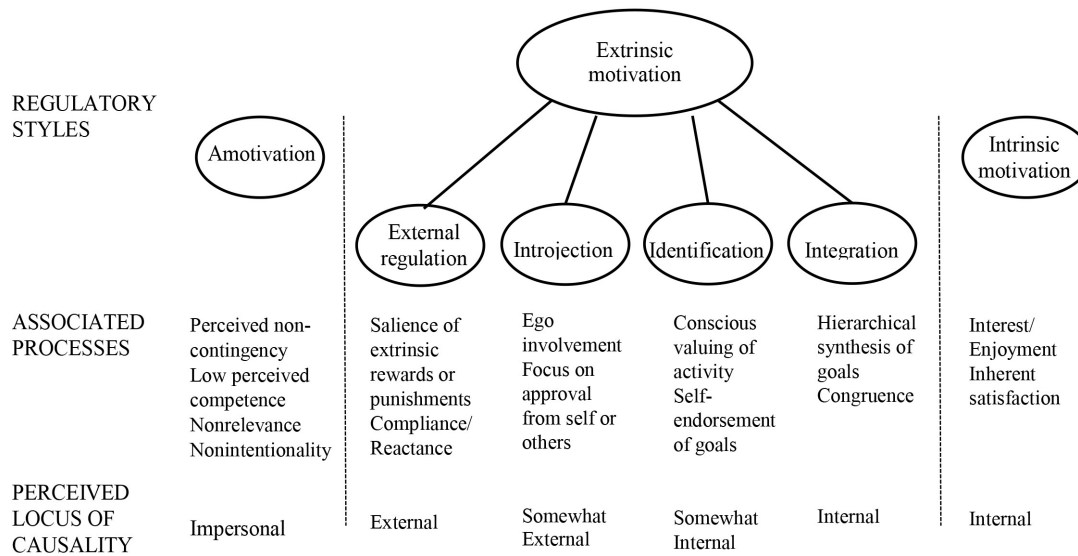 Extrinsic
motivation
REGULATORY
STYLES
Amotivation
Intrinsic
motivation
External
regulation
Introjection
Identification
Integration
ASSOCIATED
PROCESSES
Perceived non-
contingency
Low perceived
competence
Nonrelevance
Nonintentionality
Salience of
extrinsic
rewards or
punishments
Compliance/
Reactance
Ego
involvement
Focus on
approval
from self or
others
Conscious
valuing of
activity
Self-
endorsement
of goals
Hierarchical
synthesis of
goals
Congruence
Interest/
Enjoyment
Inherent
satisfaction
PERCEIVED
LOCUS OF
CAUSALITY
Impersonal
External
Somewhat
External
Somewhat
Internal
Internal
Internal